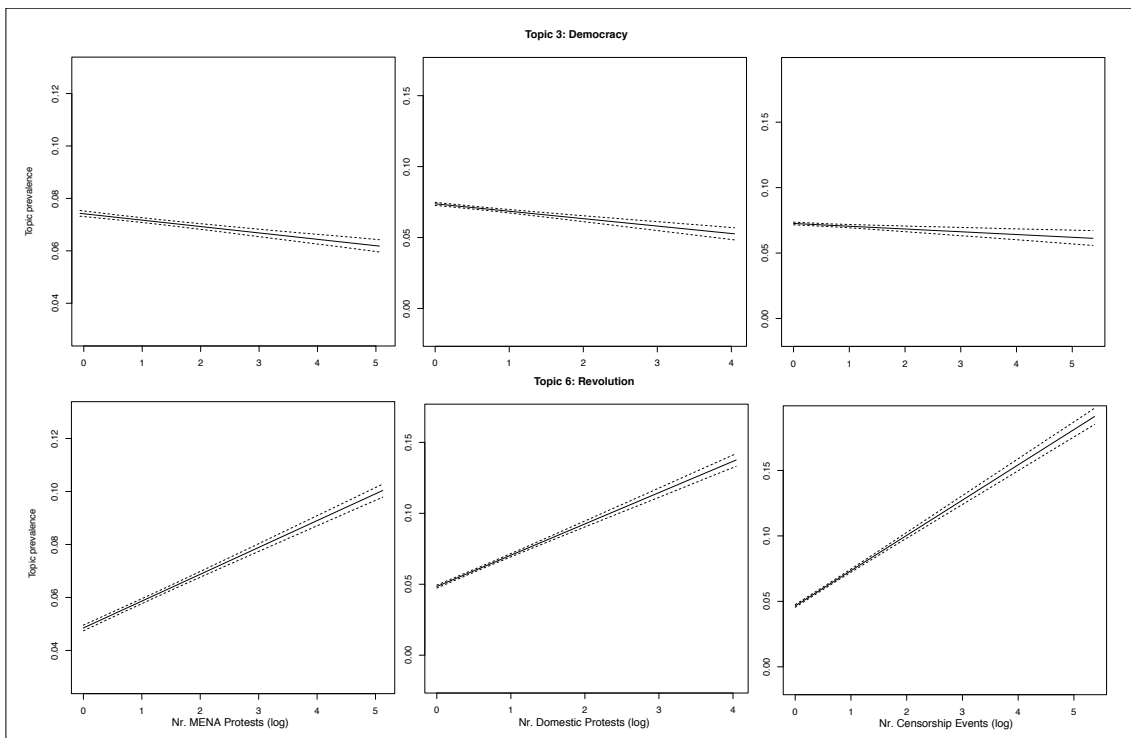 Topic 3: Democracy
Topic prevalence
0.12
0.10
0.08
0.06
0.04
0 1 2 3 4 5
0.15
0.10
0.05
0.00
0 1 2 3 4
0.15
0.10
0.05
0.00
0 1 2 3 4 5
Topic 6: Revolution
Topic prevalence
0.12
0.10
0.08
0.06
0.04
0 1 2 3 4 5
Nr. MENA Protests (log)
0.15
0.10
0.05
0.00
0 1 2 3 4
Nr. Domestic Protests (log)
0.15
0.10
0.05
0.00
0 1 2 3 4 5
Nr. Censorship Events (log)